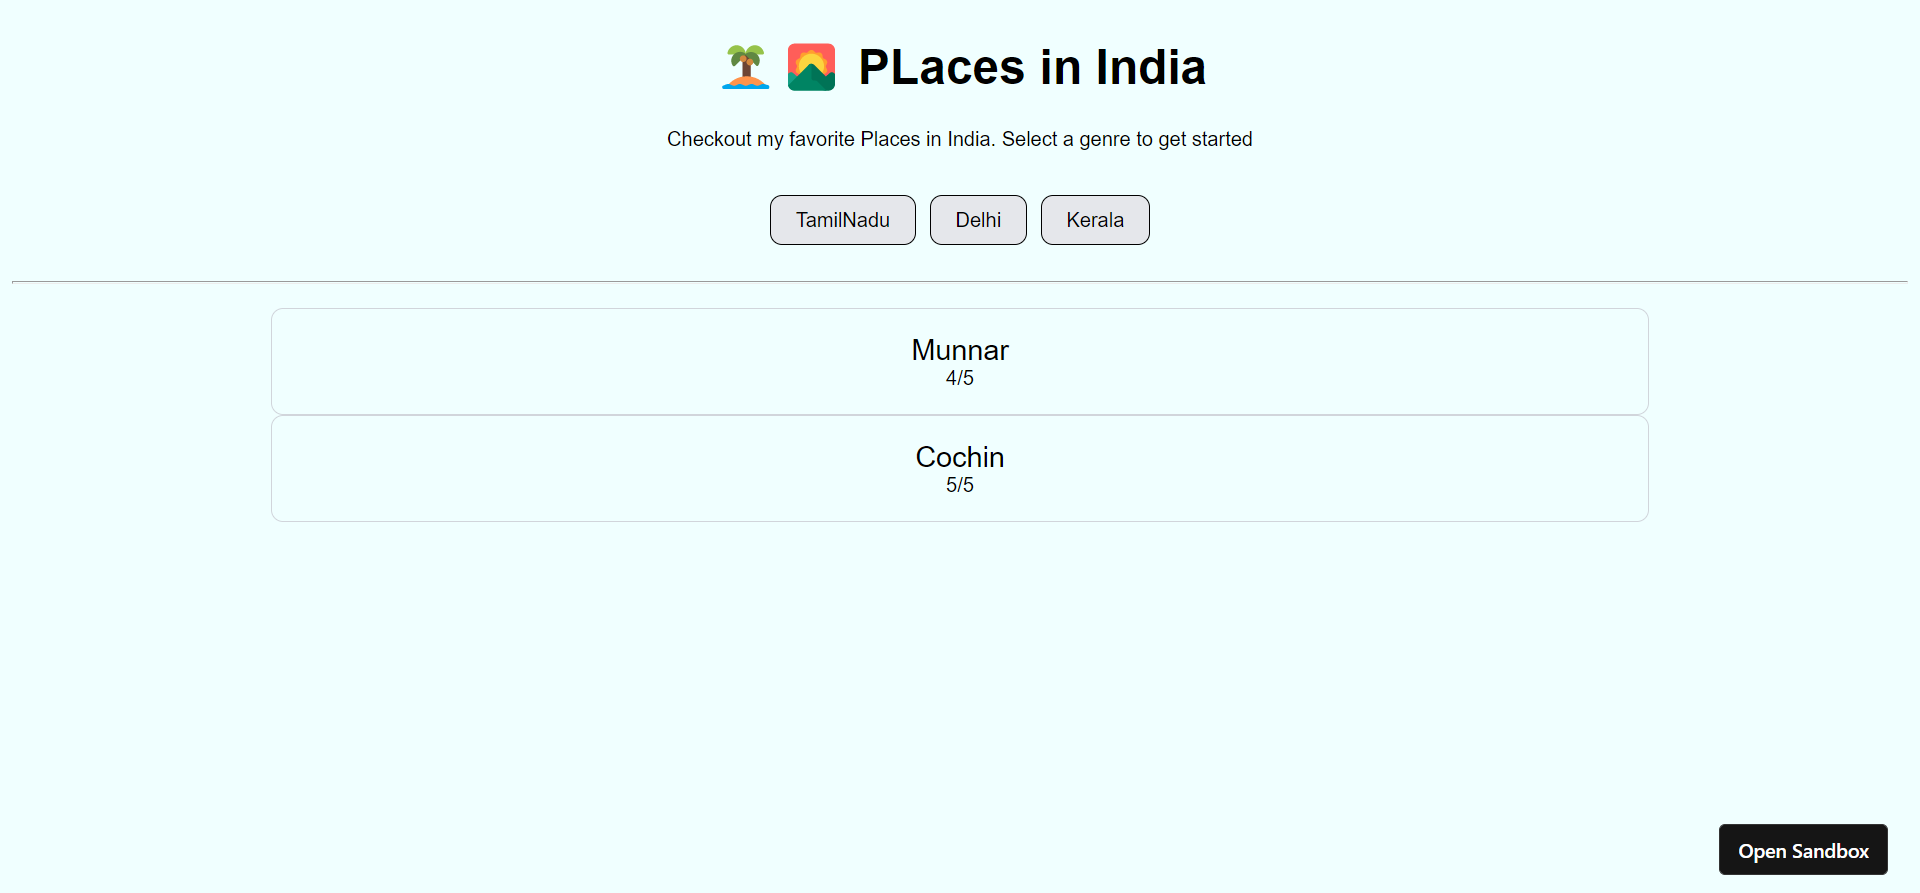 PLaces in India
Checkout my favorite Places in India. Select a genre to get started
TamilNadu Delhi Kerala
Munnar
4/5
Cochin
5/5
Open Sandbox